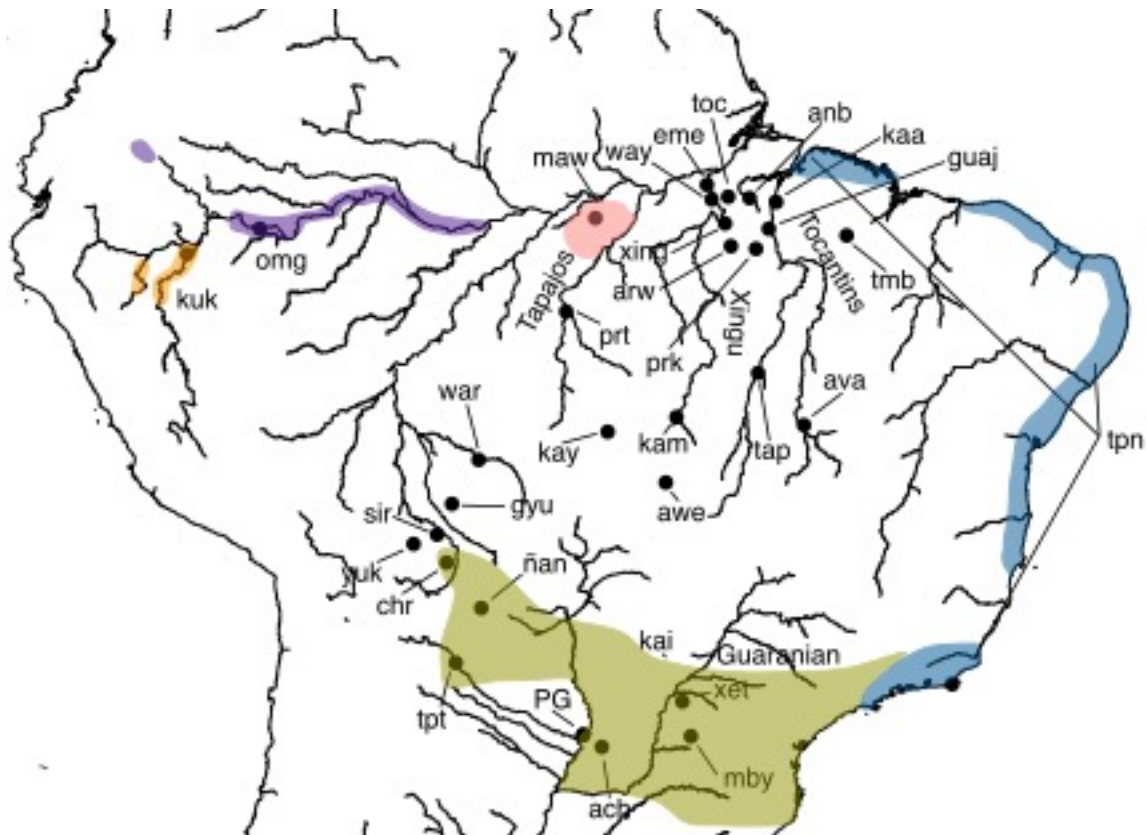 toc
anb
eme
kaa
way
maw
guaj
Tocantins
xing
omg
Tapajos
tmb
arw
kuk
Xingu
prt
prk
war
ava
tpn
kay
kam
tap
gyu
sir
awe
yuk
ñan
chr
kai
Guaranian
xet
PG
tpt
mby
ach